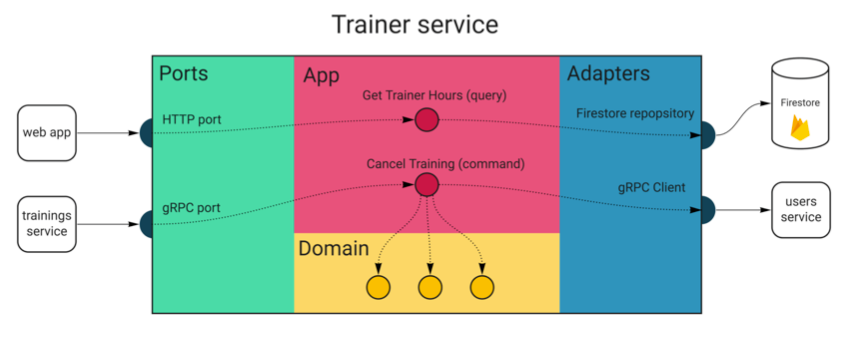 Trainer service
Ports
App
Adapters
Get Trainer Hours (query)
HTTP port
Firestore repopsitory
Firestore
web app
Cancel Training (command)
gRPC port
gRPC Client
trainings
service
users
service
Domain